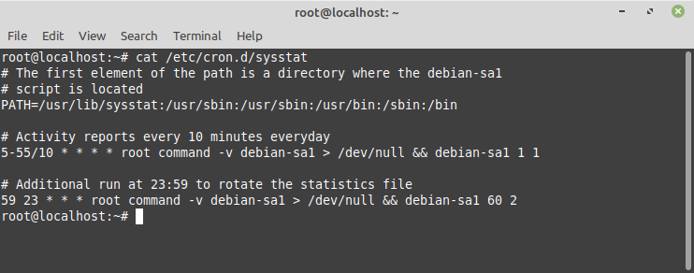 root@localhost: ~
File Edit View Search Terminal Help
root@localhost:~# cat /etc/cron.d/sysstat
# The first element of the path is a directory where the debian-sa1
# script is located
PATH=/usr/lib/sysstat:/usr/sbin:/usr/sbin:/usr/bin:/sbin:/bin

# Activity reports every 10 minutes everyday
5-55/10 * * * * root command -v debian-sa1 > /dev/null && debian-sa1 1 1

# Additional run at 23:59 to rotate the statistics file
59 23 * * * root command -v debian-sa1 > /dev/null && debian-sa1 60 2
root@localhost:~#